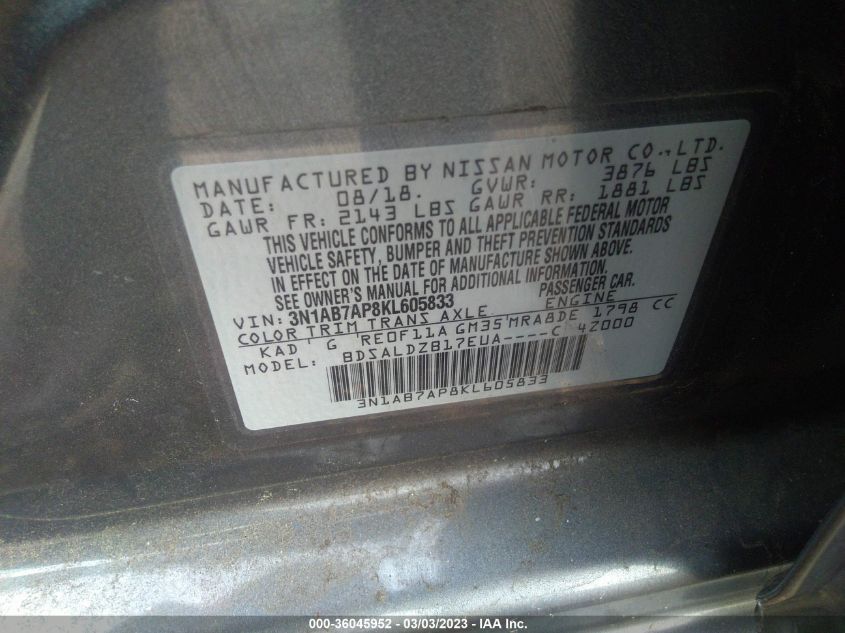 MANUFACTURED BY NISSAN MOTOR CO.,LTD.
DATE: 08/18. GVWR: 3876 LBS
GAWR FR: 2143 LBS GAWR RR: 1881 LBS
THIS VEHICLE CONFORMS TO ALL APPLICABLE FEDERAL MOTOR
VEHICLE SAFETY, BUMPER AND THEFT PREVENTION STANDARDS
IN EFFECT ON THE DATE OF MANUFACTURE SHOWN ABOVE.
SEE OWNER'S MANUAL FOR ADDITIONAL INFORMATION.
VIN: 3N1AB7AP8KL605833 PASSENGER CAR.
COLOR TRIM TRANS AXLE ENGINE
KAD G RE0F11A GM35 MRA8DE 1798 CC
MODEL: BDSALDZB17EUA----C 42000
3N1AB7AP8KL605833
000-36045952 - 03/03/2023 - © IAA Inc.